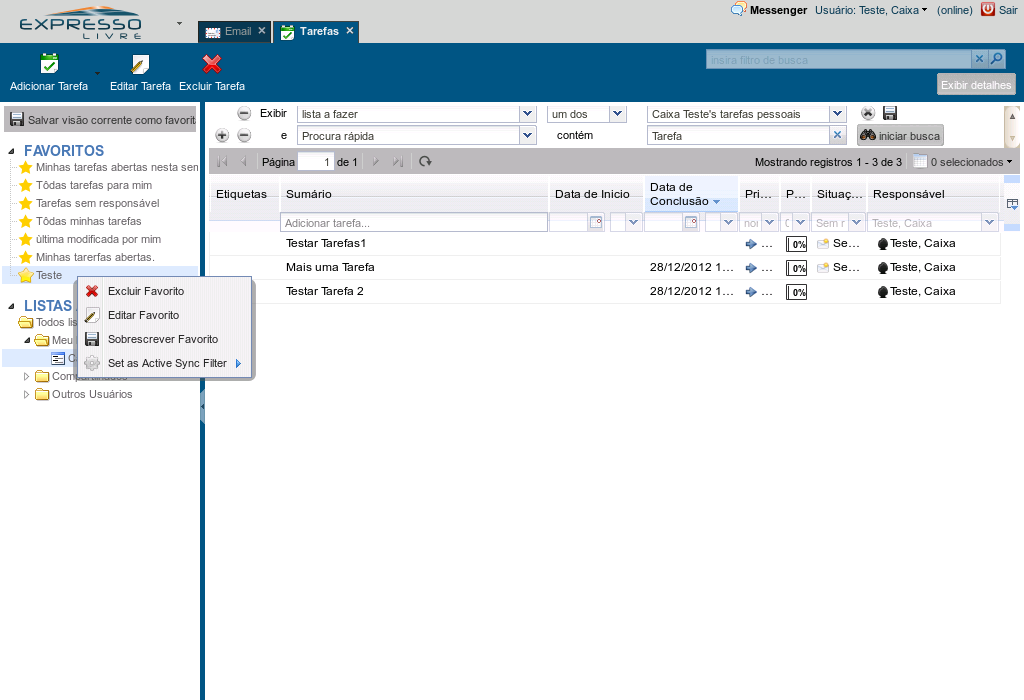 EXPRESSO
LIVRE
Email
Tarefas
Messenger
Usuário: Teste, Caixa
(online)
Sair
Adicionar Tarefa
Editar Tarefa
Excluir Tarefa
insira filtro de busca
Exibir detalhes
Salvar visão corrente como favorit
FAVORITOS
Minhas tarefas abertas nesta sen
Tôdas tarefas para mim
Tarefas sem responsável
Tôdas minhas tarefas
última modificada por mim
Minhas tarerfas abertas.
Teste
LISTAS
Todos lis
Meu
C
Compartilhados
Outros Usuários
Excluir Favorito
Editar Favorito
Sobrescrever Favorito
Set as Active Sync Filter
Exibir
lista a fazer
um dos
Caixa Teste's tarefas pessoais
e
Procura rápida
contém
Tarefa
iniciar busca
Página
1
de 1
Mostrando registros 1 - 3 de 3
0 selecionados
Etiquetas
Sumário
Data de Inicio
Data de
Conclusão
Pri...
P...
Situaç...
Responsável
Adicionar tarefa...
nor
Sem r
Teste, Caixa
Testar Tarefas1
...
0%
Se...
Teste, Caixa
Mais uma Tarefa
28/12/2012 1...
...
0%
Se...
Teste, Caixa
Testar Tarefa 2
28/12/2012 1...
...
0%
Teste, Caixa